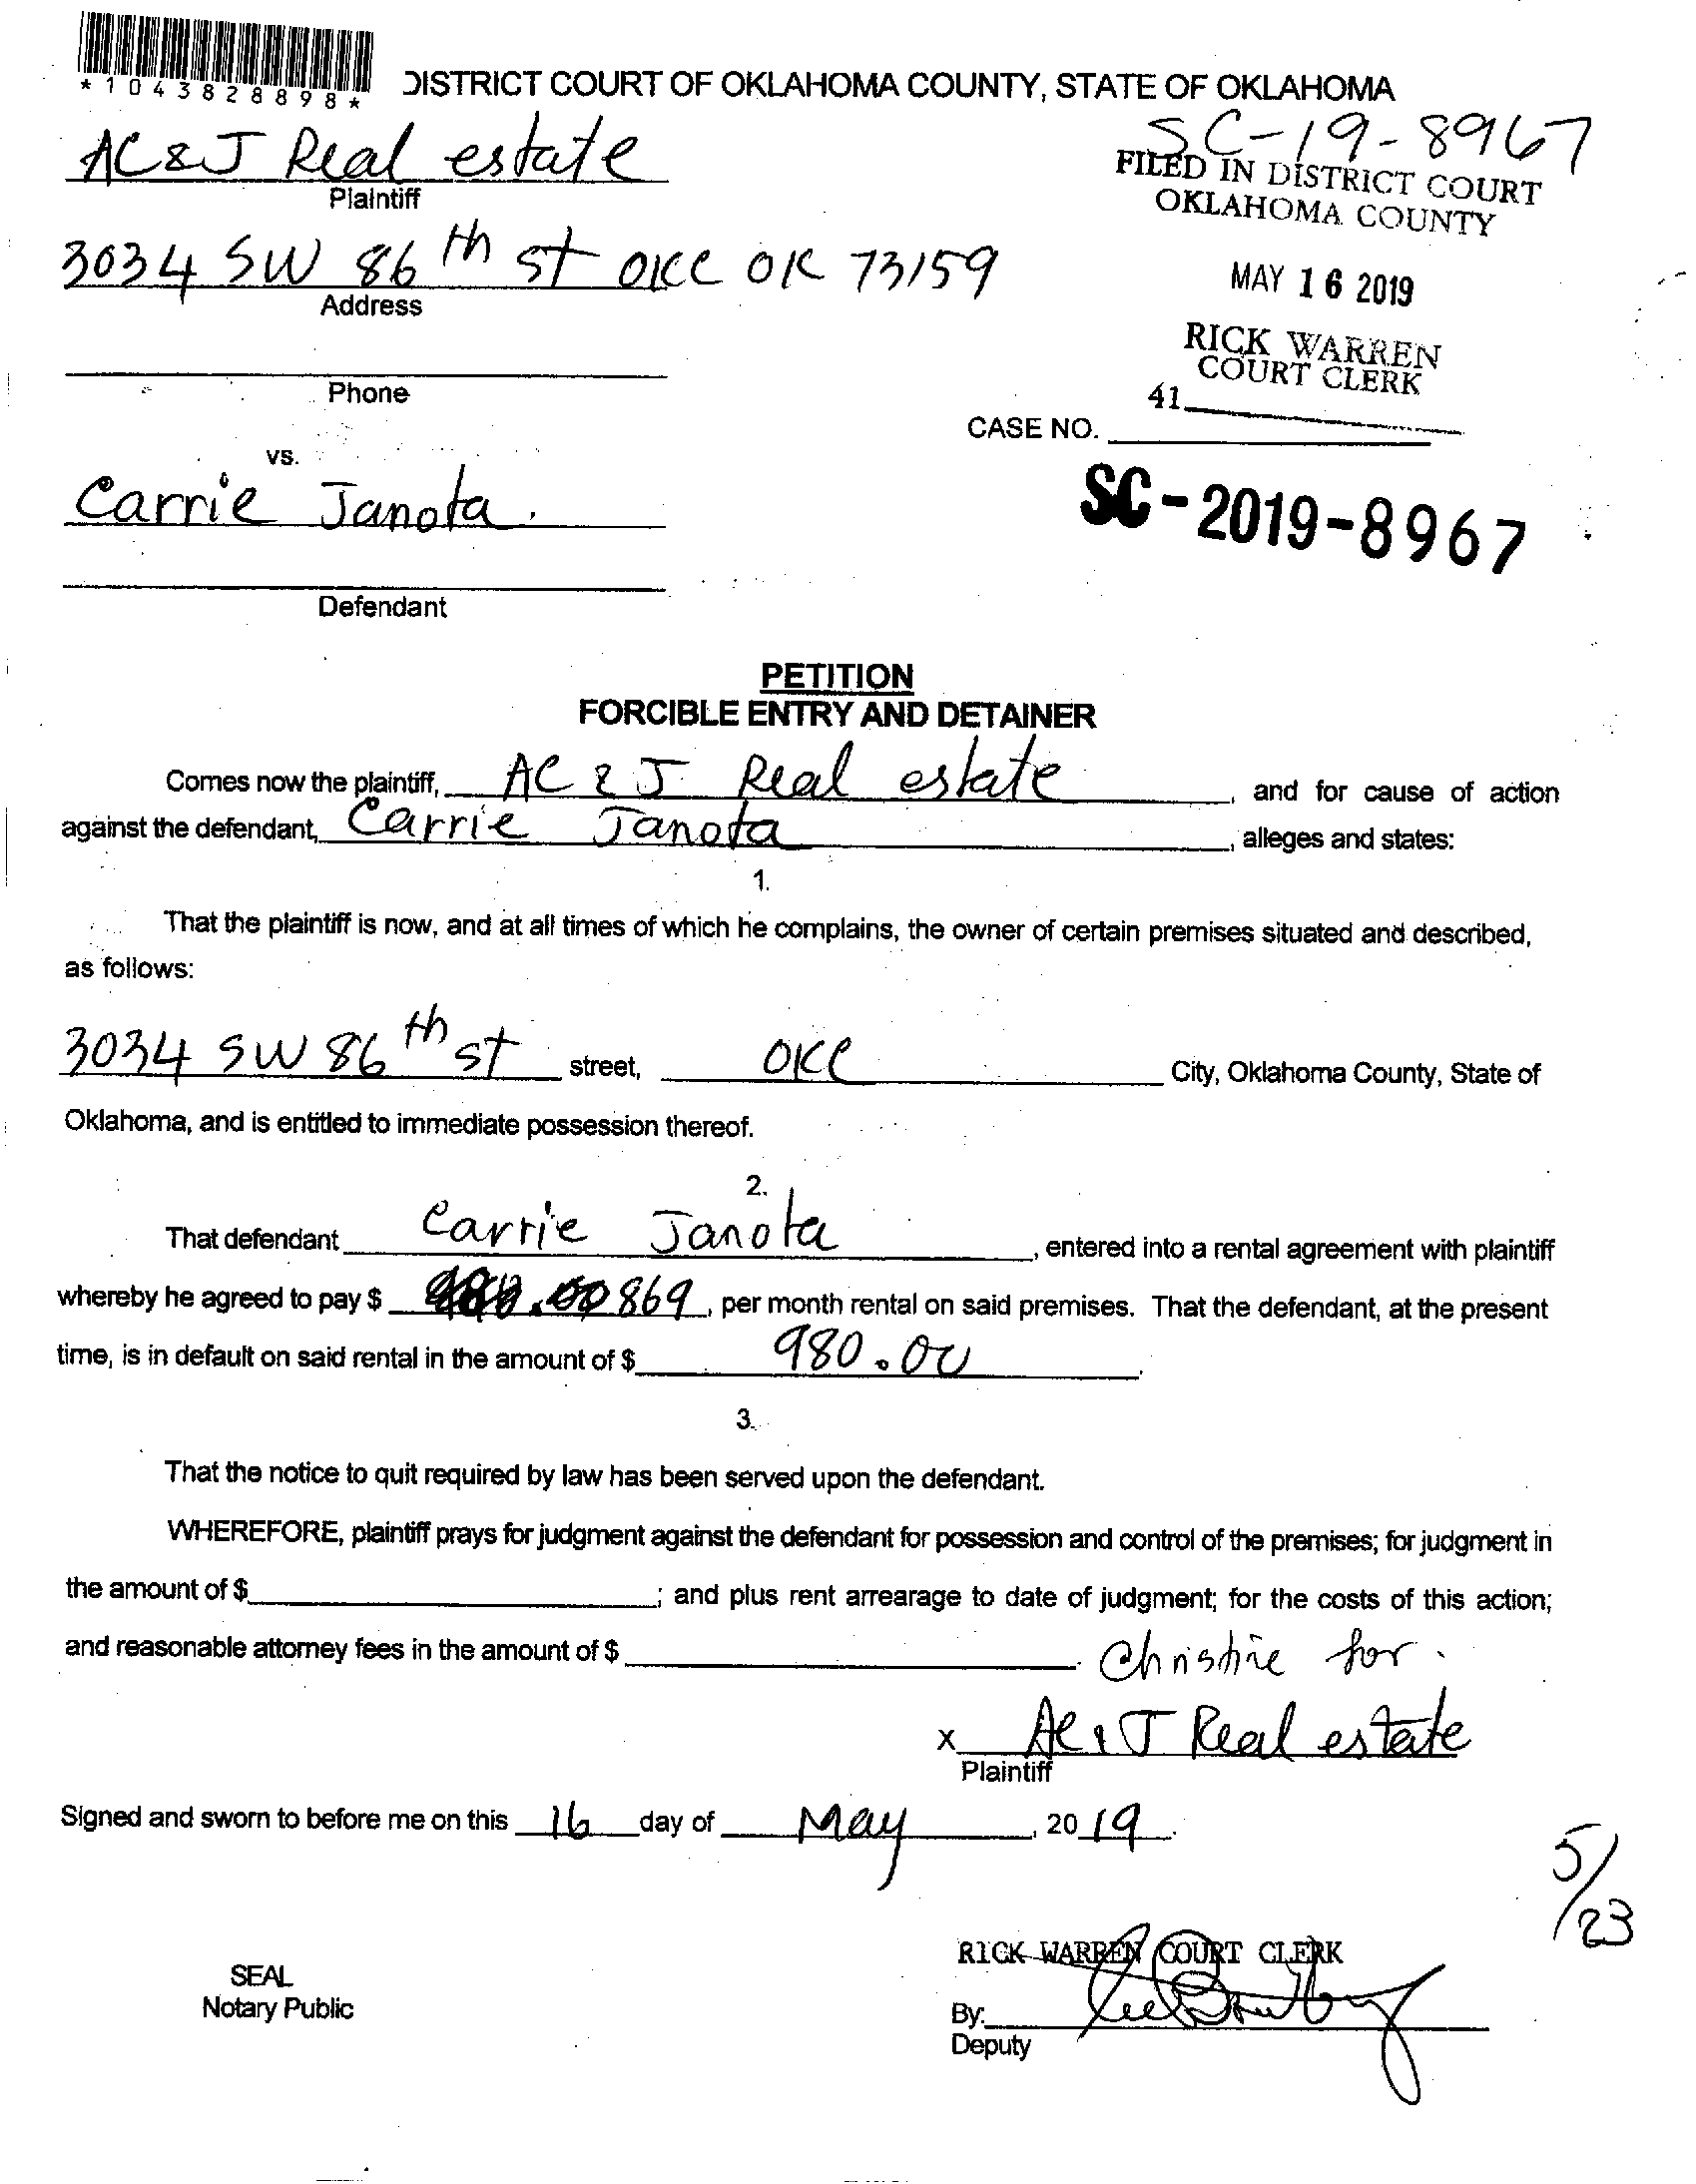 *1043828898*
DISTRICT COURT OF OKLAHOMA COUNTY, STATE OF OKLAHOMA
SC-19-8967
AC&J Real estate
Plaintiff
FILED IN DISTRICT COURT
OKLAHOMA COUNTY
3034 SW 86th st OKC OK 73159
Address
MAY 16 2019
RICK WARREN
COURT CLERK
Phone
41
CASE NO.
vs.
Carrie Janota.
SC-2019-8967
Defendant
PETITION
FORCIBLE ENTRY AND DETAINER
Comes now the plaintiff, AC & J Real estate, and for cause of action
against the defendant, Carrie Janota, alleges and states:
1.
That the plaintiff is now, and at all times of which he complains, the owner of certain premises situated and described,
as follows:
3034 SW 86th st street, OKC City, Oklahoma County, State of
Oklahoma, and is entitled to immediate possession thereof.
2.
That defendant Carrie Janota, entered into a rental agreement with plaintiff
whereby he agreed to pay $ 869, per month rental on said premises. That the defendant, at the present
time, is in default on said rental in the amount of $ 980.00.
3.
That the notice to quit required by law has been served upon the defendant.
WHEREFORE, plaintiff prays for judgment against the defendant for possession and control of the premises; for judgment in
the amount of $ ; and plus rent arrearage to date of judgment; for the costs of this action;
and reasonable attorney fees in the amount of $ .
Christine for.
x AC & J Real estate
Plaintiff
Signed and sworn to before me on this 16 day of May, 2019.
5/23
RICK WARREN COURT CLERK
SEAL
Notary Public
By:
Deputy